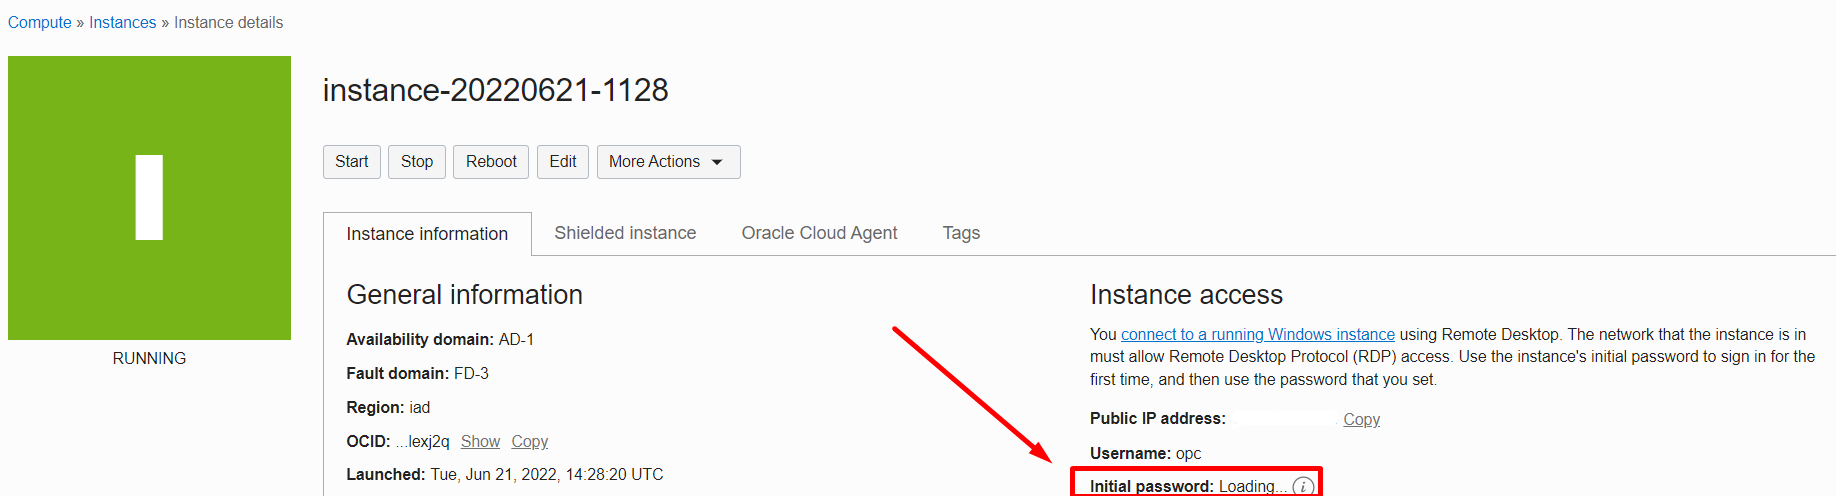 Compute » Instances » Instance details
instance-20220621-1128
Start Stop Reboot Edit More Actions
RUNNING
Instance information Shielded instance Oracle Cloud Agent Tags
General information
Availability domain: AD-1
Fault domain: FD-3
Region: iad
OCID: ...lexj2q Show Copy
Launched: Tue, Jun 21, 2022, 14:28:20 UTC
Instance access
You connect to a running Windows instance using Remote Desktop. The network that the instance is in
must allow Remote Desktop Protocol (RDP) access. Use the instance's initial password to sign in for the
first time, and then use the password that you set.
Public IP address: Copy
Username: opc
Initial password: Loading... i